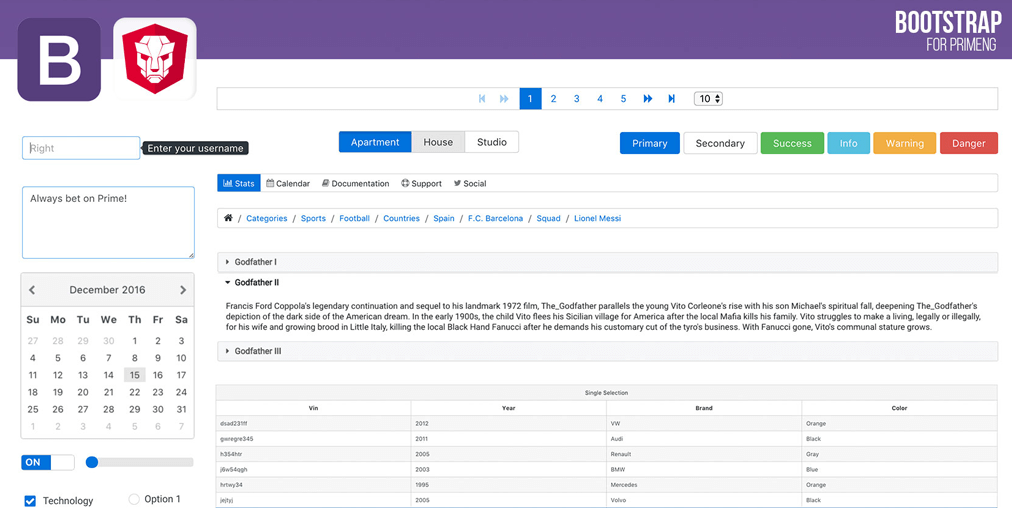 B
BOOTSTRAP
FOR PRIMENG
1 2 3 4 5 10
Right
Enter your username
Apartment House Studio
Primary Secondary Success Info Warning Danger
Always bet on Prime!
Stats Calendar Documentation Support Social
/ Categories / Sports / Football / Countries / Spain / F.C. Barcelona / Squad / Lionel Messi
Godfather I
Godfather II
Francis Ford Coppola's legendary continuation and sequel to his landmark 1972 film, The_Godfather parallels the young Vito Corleone's rise with his son Michael's spiritual fall, deepening The_Godfather's
depiction of the dark side of the American dream. In the early 1900s, the child Vito flees his Sicilian village for America after the local Mafia kills his family. Vito struggles to make a living, legally or illegally,
for his wife and growing brood in Little Italy, killing the local Black Hand Fanucci after he demands his customary cut of the tyro's business. With Fanucci gone, Vito's communal stature grows.
Godfather III
December 2016
Su Mo Tu We Th Fr Sa
27 28 29 30 1 2 3
4 5 6 7 8 9 10
11 12 13 14 15 16 17
18 19 20 21 22 23 24
25 26 27 28 29 30 31
1 2 3 4 5 6 7
ON
Technology
Option 1
Single Selection
Vin Year Brand Color
dsad231ff 2012 VW Orange
gwregre345 2011 Audi Black
h354htr 2005 Renault Gray
j6w54qgh 2003 BMW Blue
hrtwy34 1995 Mercedes Orange
jejtyj 2005 Volvo Black